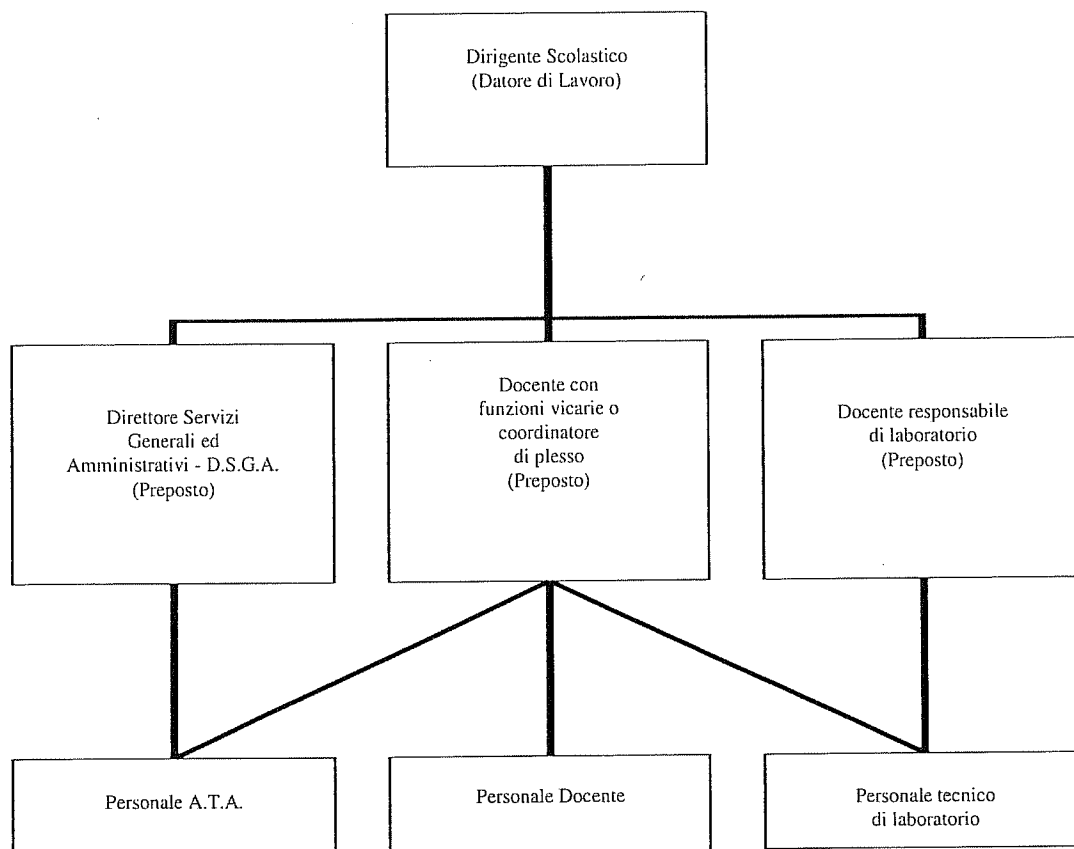 Dirigente Scolastico
(Datore di Lavoro)
Direttore Servizi
Generali ed
Amministrativi - D.S.G.A.
(Preposto)
Docente con
funzioni vicarie o
coordinatore
di plesso
(Preposto)
Docente responsabile
di laboratorio
(Preposto)
Personale A.T.A.
Personale Docente
Personale tecnico
di laboratorio